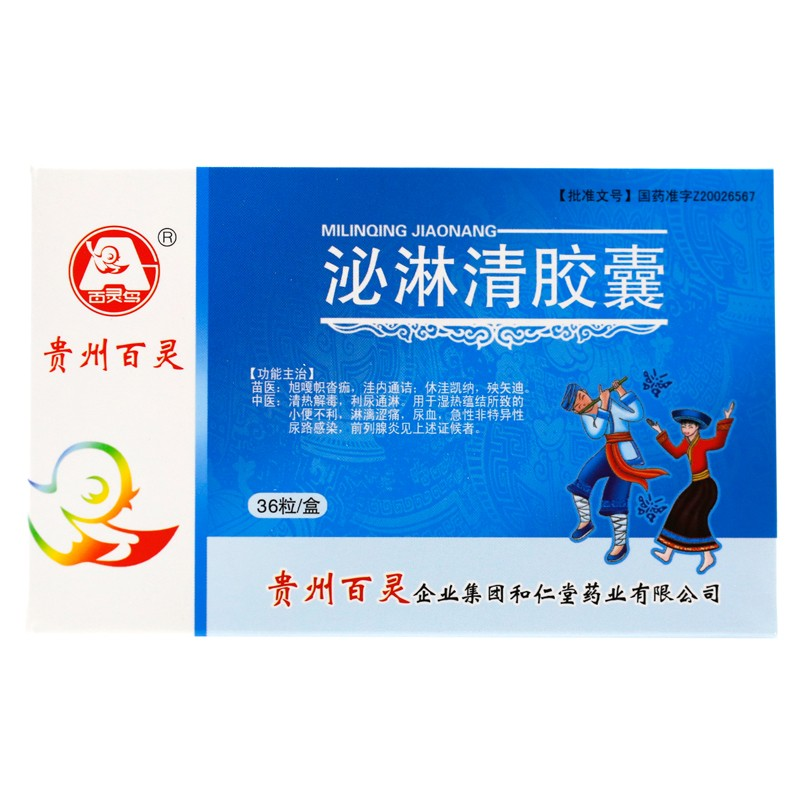 【批准文号】国药准字Z20026567
MILINQING JIAONANG
泌淋清胶囊
®
百灵鸟
贵州百灵
【功能主治】
苗医：旭嘎帜沓痂，洼内通诘：休洼凯纳，殃矢迪。
中医：清热解毒，利尿通淋。用于湿热蕴结所致的
小便不利，淋漓涩痛，尿血，急性非特异性
尿路感染，前列腺炎见上述证候者。
36粒/盒
贵州百灵企业集团和仁堂药业有限公司